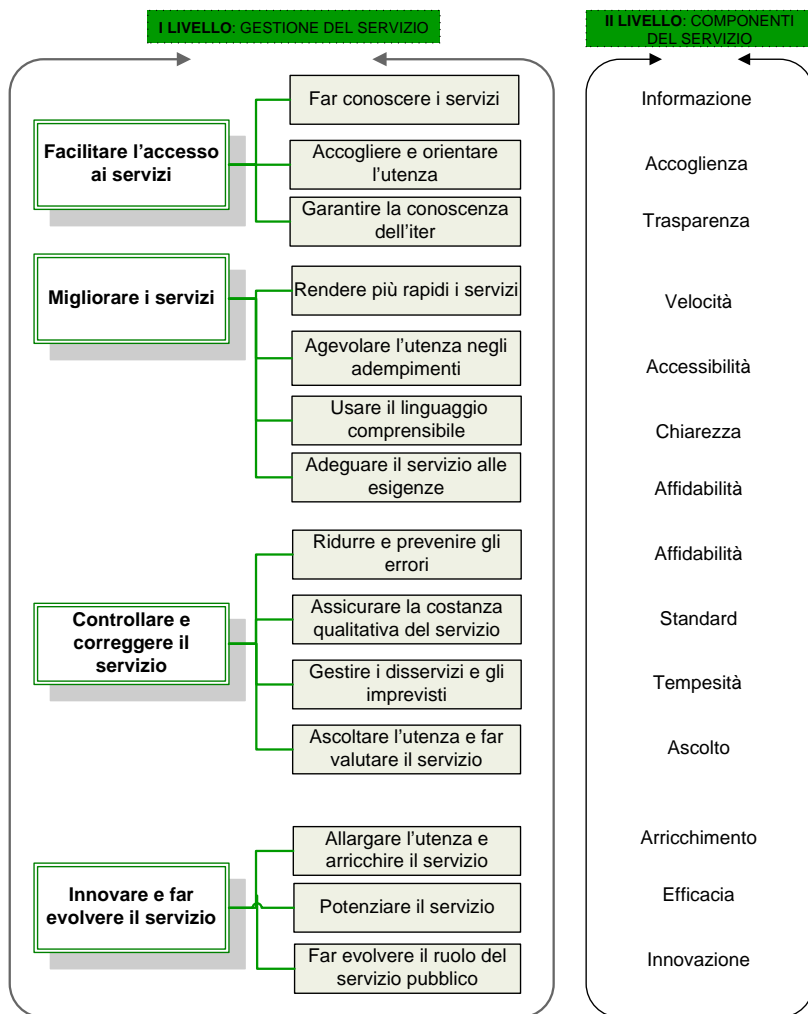 I LIVELLO: GESTIONE DEL SERVIZIO
II LIVELLO: COMPONENTI
DEL SERVIZIO
Facilitare l'accesso
ai servizi
Far conoscere i servizi
Informazione
Accogliere e orientare
l'utenza
Accoglienza
Garantire la conoscenza
dell'iter
Trasparenza
Migliorare i servizi
Rendere più rapidi i servizi
Velocità
Agevolare l'utenza negli
adempimenti
Accessibilità
Usare il linguaggio
comprensibile
Chiarezza
Adeguare il servizio alle
esigenze
Affidabilità
Controllare e
correggere il
servizio
Ridurre e prevenire gli
errori
Affidabilità
Assicurare la costanza
qualitativa del servizio
Standard
Gestire i disservizi e gli
imprevisti
Tempesità
Ascoltare l'utenza e far
valutare il servizio
Ascolto
Innovare e far
evolvere il servizio
Allargare l'utenza e
arricchire il servizio
Arricchimento
Potenziare il servizio
Efficacia
Far evolvere il ruolo del
servizio pubblico
Innovazione